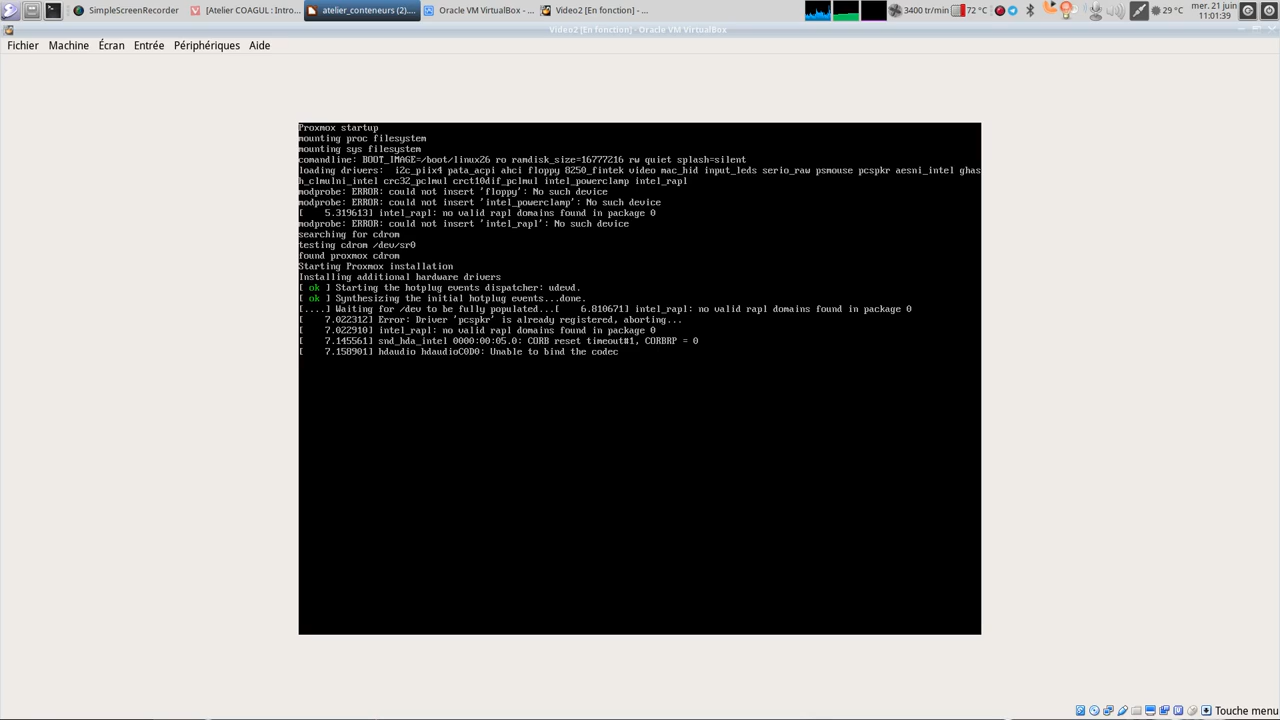 SimpleScreenRecorder
[Atelier COAGUL : Intro...
atelier_conteneurs (2)....
Oracle VM VirtualBox - ...
Video2 [En fonction] - ...
3400 tr/min
72 °C
29 °C
mer. 21 juin
11:01:39
Video2 [En fonction] - Oracle VM VirtualBox
Fichier Machine Écran Entrée Périphériques Aide
Proxmox startup
mounting proc filesystem
mounting sys filesystem
comandline: BOOT_IMAGE=/boot/linux26 ro ramdisk_size=16777216 rw quiet splash=silent
loading drivers:  i2c_piix4 pata_acpi ahci floppy 8250_fintek video mac_hid input_leds serio_raw psmouse pcspkr aesni_intel ghas
h_clmulni_intel crc32_pclmul crct10dif_pclmul intel_powerclamp intel_rapl
modprobe: ERROR: could not insert 'floppy': No such device
modprobe: ERROR: could not insert 'intel_powerclamp': No such device
[    5.319613] intel_rapl: no valid rapl domains found in package 0
modprobe: ERROR: could not insert 'intel_rapl': No such device
searching for cdrom
testing cdrom /dev/sr0
found proxmox cdrom
Starting Proxmox installation
Installing additional hardware drivers
[ ok ] Starting the hotplug events dispatcher: udevd.
[ ok ] Synthesizing the initial hotplug events...done.
[....] Waiting for /dev to be fully populated...[    6.810671] intel_rapl: no valid rapl domains found in package 0
[    7.022312] Error: Driver 'pcspkr' is already registered, aborting...
[    7.022910] intel_rapl: no valid rapl domains found in package 0
[    7.145561] snd_hda_intel 0000:00:05.0: CORB reset timeout#1, CORBRP = 0
[    7.158901] hdaudio hdaudioC0D0: Unable to bind the codec
Touche menu